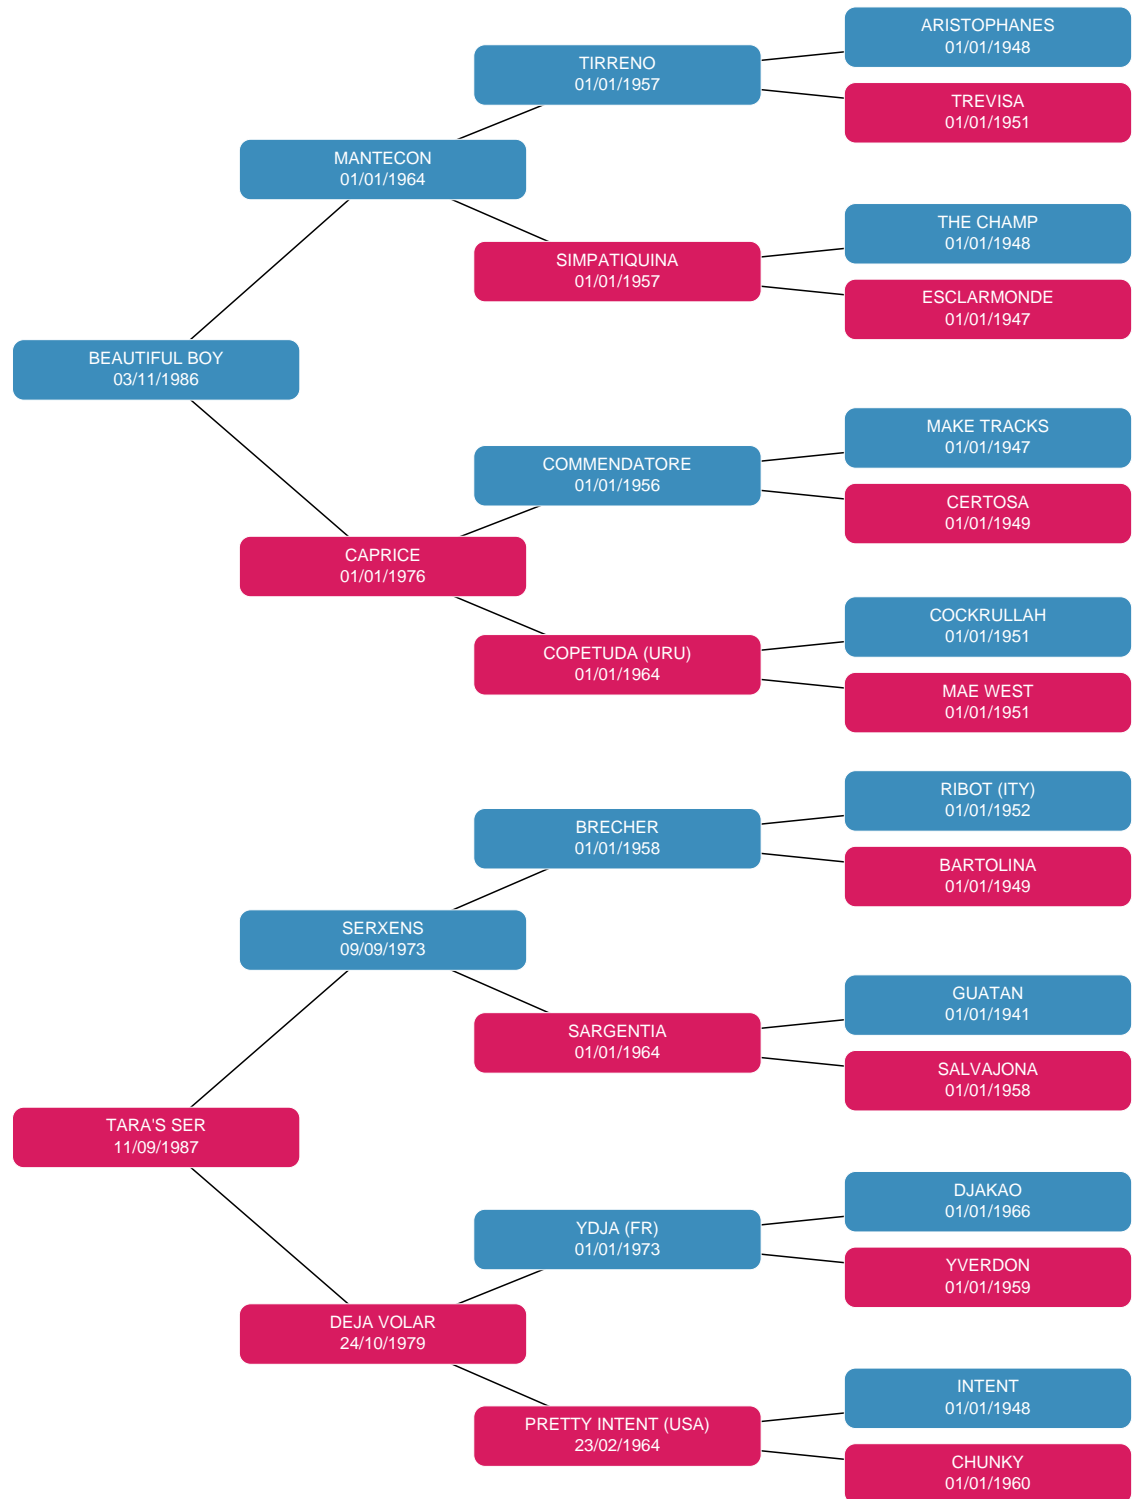 ARISTOPHANES
01/01/1948
TIRRENO
01/01/1957
TREVISA
01/01/1951
MANTECON
01/01/1964
THE CHAMP
01/01/1948
SIMPATIQUINA
01/01/1957
ESCLARMONDE
01/01/1947
BEAUTIFUL BOY
03/11/1986
MAKE TRACKS
01/01/1947
COMMENDATORE
01/01/1956
CERTOSA
01/01/1949
CAPRICE
01/01/1976
COCKRULLAH
01/01/1951
COPETUDA (URU)
01/01/1964
MAE WEST
01/01/1951
RIBOT (ITY)
01/01/1952
BRECHER
01/01/1958
BARTOLINA
01/01/1949
SERXENS
09/09/1973
GUATAN
01/01/1941
SARGENTIA
01/01/1964
SALVAJONA
01/01/1958
TARA'S SER
11/09/1987
DJAKAO
01/01/1966
YDJA (FR)
01/01/1973
YVERDON
01/01/1959
DEJA VOLAR
24/10/1979
INTENT
01/01/1948
PRETTY INTENT (USA)
23/02/1964
CHUNKY
01/01/1960